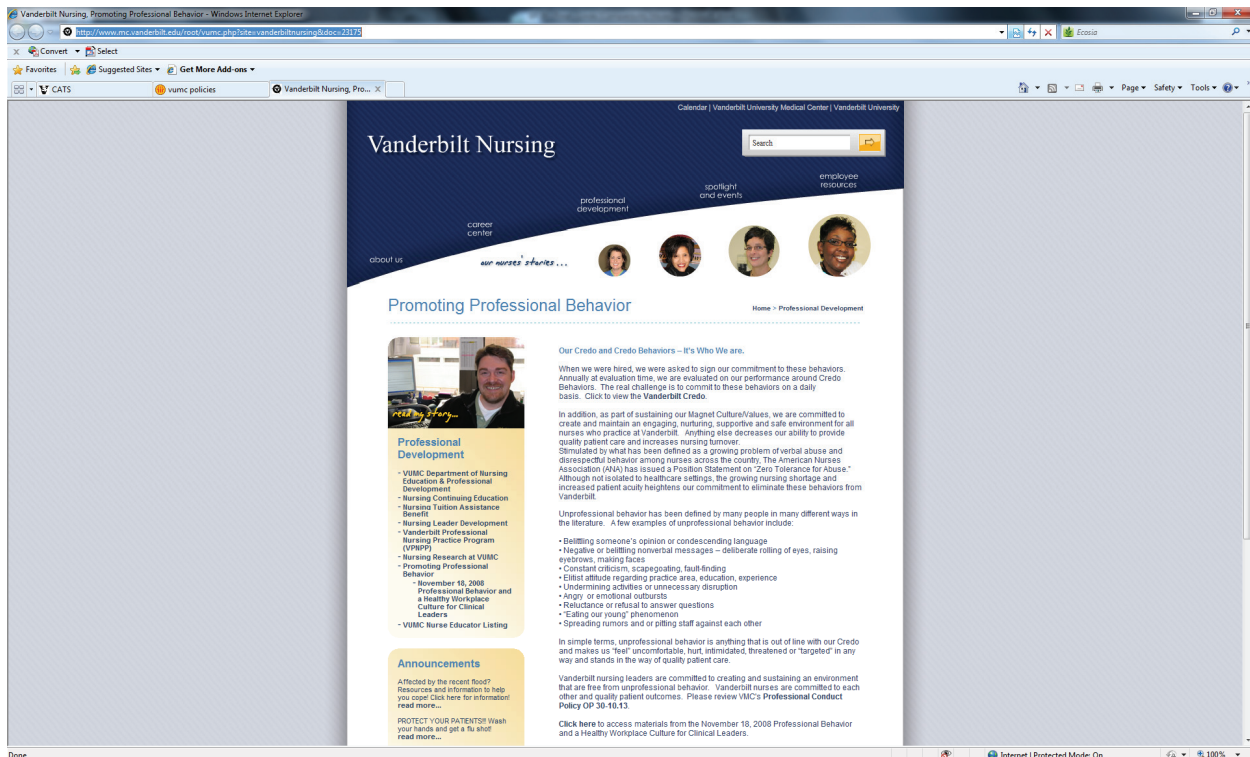 Vanderbilt Nursing, Promoting Professional Behavior - Windows Internet Explorer
http://www.mc.vanderbilt.edu/root/vumc.php?site=vanderbiltnursing&doc=23175
Ecosia
x Convert Select
Favorites Suggested Sites Get More Add-ons
CATS vumc policies Vanderbilt Nursing, Pro... X
Page Safety Tools
Calendar | Vanderbilt University Medical Center | Vanderbilt University
Vanderbilt Nursing
Search
employee
resources
spotlight
and events
professional
development
career
center
about us
our nurses' stories...
Promoting Professional Behavior
Home > Professional Development
read my story...
Professional
Development
- VUMC Department of Nursing
Education & Professional
Development
- Nursing Continuing Education
- Nursing Tuition Assistance
Benefit
- Nursing Leader Development
- Vanderbilt Professional
Nursing Practice Program
(VPNPP)
- Nursing Research at VUMC
- Promoting Professional
Behavior
- November 18, 2008
Professional Behavior and
a Healthy Workplace
Culture for Clinical
Leaders
- VUMC Nurse Educator Listing
Announcements
Affected by the recent flood?
Resources and information to help
you cope! Click here for information!
read more...
PROTECT YOUR PATIENTS!!! Wash
your hands and get a flu shot!
read more...
Our Credo and Credo Behaviors – It's Who We are.
When we were hired, we were asked to sign our commitment to these behaviors.
Annually at evaluation time, we are evaluated on our performance around Credo
Behaviors. The real challenge is to commit to these behaviors on a daily
basis. Click to view the Vanderbilt Credo.
In addition, as part of sustaining our Magnet Culture/Values, we are committed to
create and maintain an engaging, nurturing, supportive and safe environment for all
nurses who practice at Vanderbilt. Anything else decreases our ability to provide
quality patient care and increases nursing turnover.
Stimulated by what has been defined as a growing problem of verbal abuse and
disrespectful behavior among nurses across the country, The American Nurses
Association (ANA) has issued a Position Statement on "Zero Tolerance for Abuse."
Although not isolated to healthcare settings, the growing nursing shortage and
increased patient acuity heightens our commitment to eliminate these behaviors from
Vanderbilt.
Unprofessional behavior has been defined by many people in many different ways in
the literature. A few examples of unprofessional behavior include:
• Belittling someone's opinion or condescending language
• Negative or belittling nonverbal messages – deliberate rolling of eyes, raising
eyebrows, making faces
• Constant criticism, scapegoating, fault-finding
• Elitist attitude regarding practice area, education, experience
• Undermining activities or unnecessary disruption
• Angry or emotional outbursts
• Reluctance or refusal to answer questions
• "Eating our young" phenomenon
• Spreading rumors and or pitting staff against each other
In simple terms, unprofessional behavior is anything that is out of line with our Credo
and makes us "feel" uncomfortable, hurt, intimidated, threatened or "targeted" in any
way and stands in the way of quality patient care.
Vanderbilt nursing leaders are committed to creating and sustaining an environment
that are free from unprofessional behavior. Vanderbilt nurses are committed to each
other and quality patient outcomes. Please review VMC's Professional Conduct
Policy OP 30-10.13.
Click here to access materials from the November 18, 2008 Professional Behavior
and a Healthy Workplace Culture for Clinical Leaders.
Done
Internet | Protected Mode: On
100%